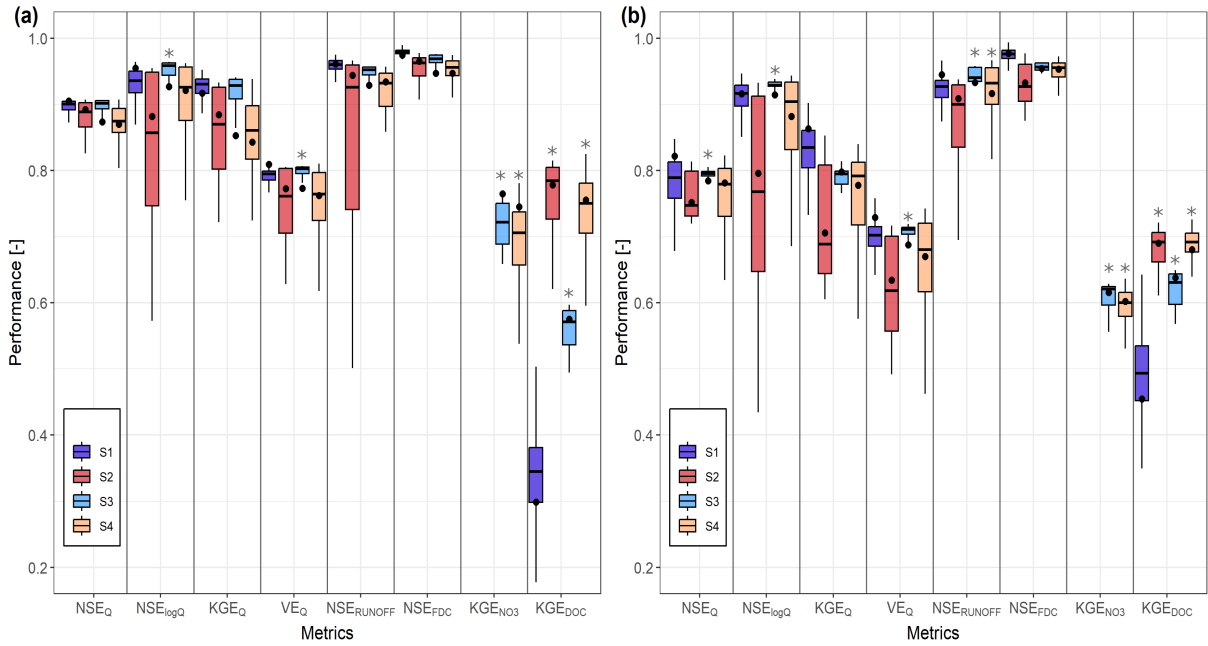 (a)
Performance [-]
1.0
0.8
0.6
0.4
0.2
* * * * * *
S1
S2
S3
S4
NSE_Q NSE_logQ KGE_Q VE_Q NSE_RUNOFF NSE_FDC KGE_NO3 KGE_DOC
Metrics
(b)
Performance [-]
1.0
0.8
0.6
0.4
0.2
* * * * * * * * * *
S1
S2
S3
S4
NSE_Q NSE_logQ KGE_Q VE_Q NSE_RUNOFF NSE_FDC KGE_NO3 KGE_DOC
Metrics